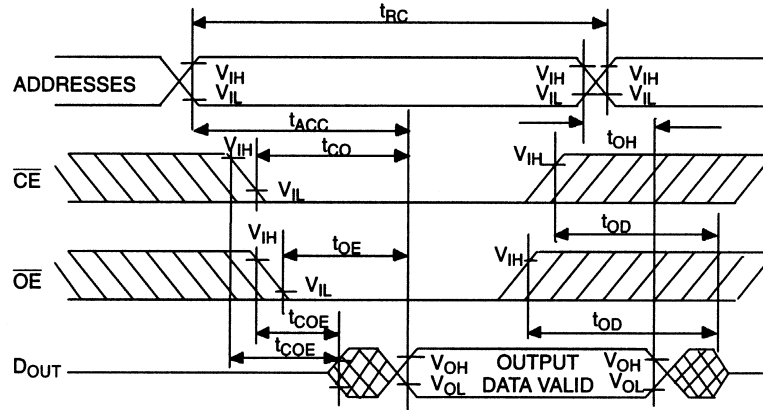 tRC
ADDRESSES
VIH VIH VIH
VIL VIL VIL
tACC
tCO tOH
CE VIH VIH
VIL
tOD
OE VIH tOE VIH
VIL
tCOE tOD
tCOE
DOUT VOH OUTPUT VOH
VOL DATA VALID VOL